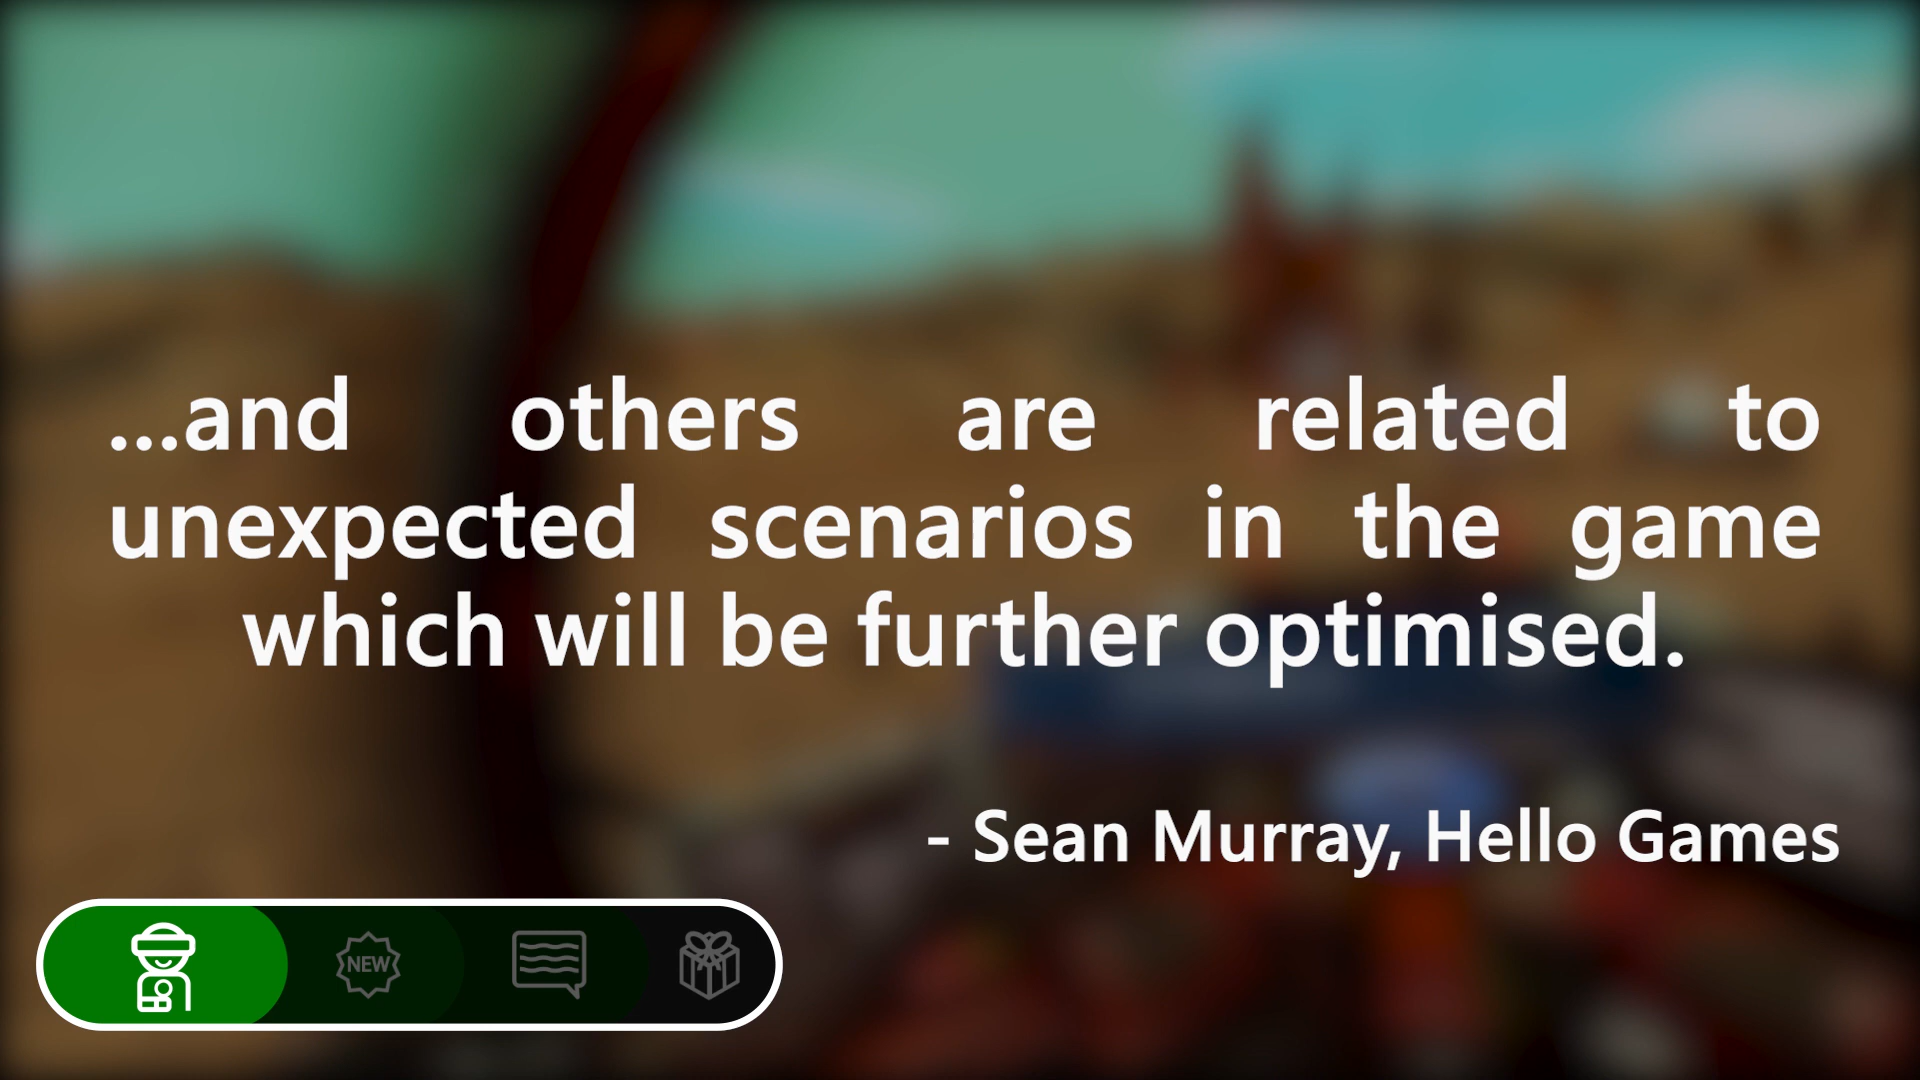 ...and others are related to
unexpected scenarios in the game
which will be further optimised.
- Sean Murray, Hello Games
NEW